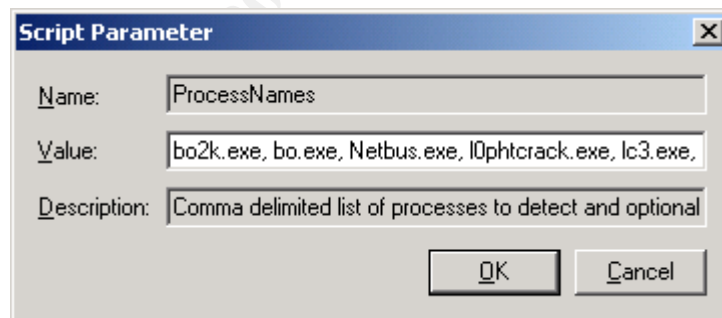 Script Parameter
Name: ProcessNames
Value: bo2k.exe, bo.exe, Netbus.exe, l0phtcrack.exe, lc3.exe,
Description: Comma delimited list of processes to detect and optional
OK Cancel